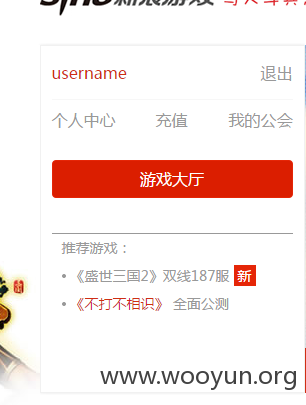 sina新浪游戏
username 退出
个人中心 充值 我的公会
游戏大厅
推荐游戏：
• 《盛世三国2》双线187服 新
• 《不打不相识》 全面公测
www.wooyun.org